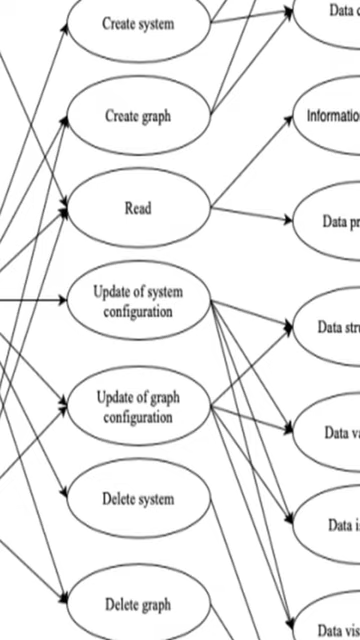 Create system
Data
Create graph
Informatio
Read
Data pr
Update of system
configuration
Data stru
Update of graph
configuration
Data va
Delete system
Data i
Delete graph
Data vis